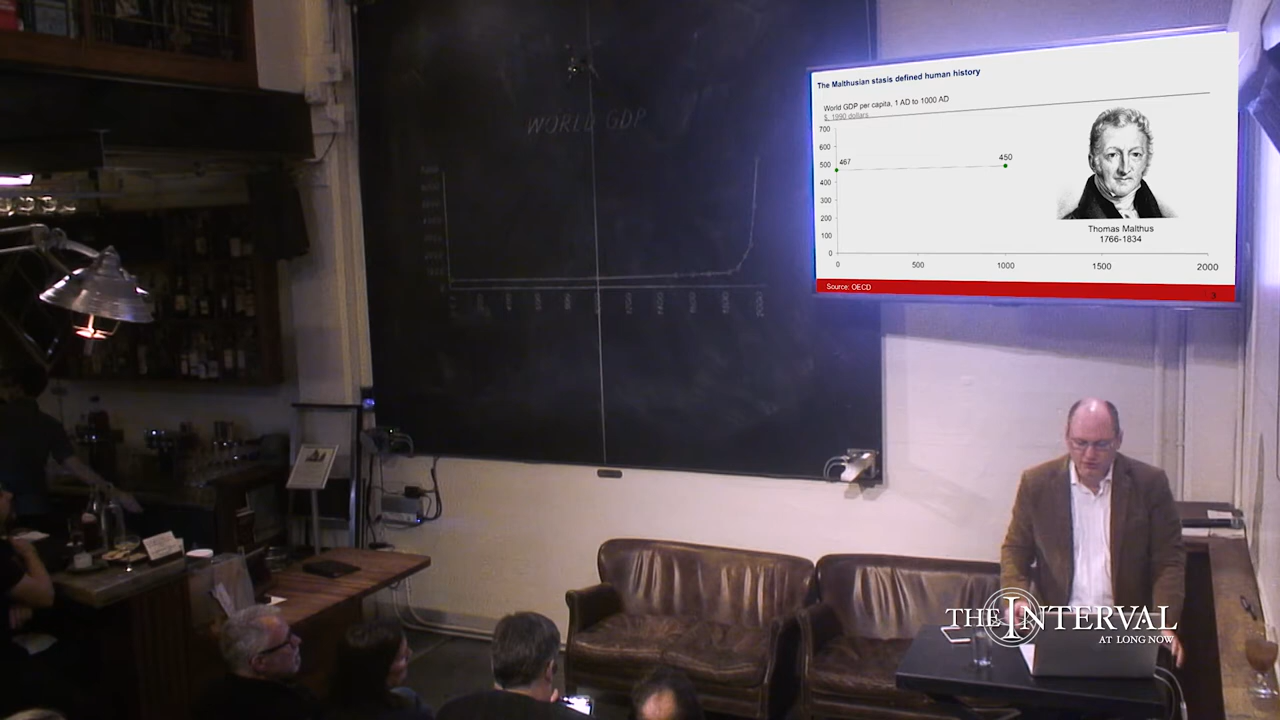 WORLD GDP
The Malthusian stasis defined human history
World GDP per capita, 1 AD to 1000 AD
$, 1990 dollars
700
600
500
400
300
200
100
0
467
450
0
500
1000
1500
2000
Thomas Malthus
1766-1834
Source: OECD
3
THE INTERVAL
AT LONG NOW